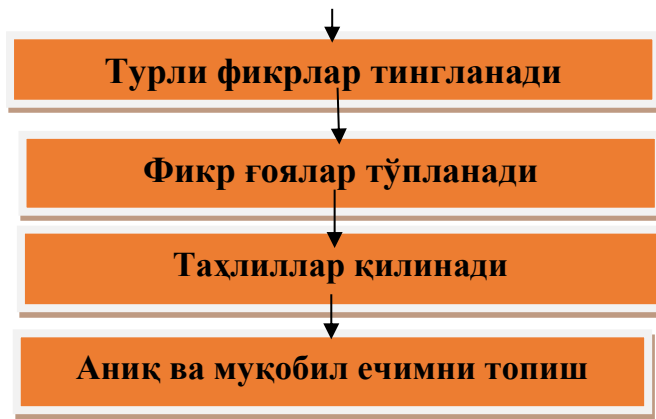 Турли фикрлар тингланади
Фикр ғоялар тўпланади
Таҳлиллар қилинади
Аниқ ва муқобил ечимни топиш